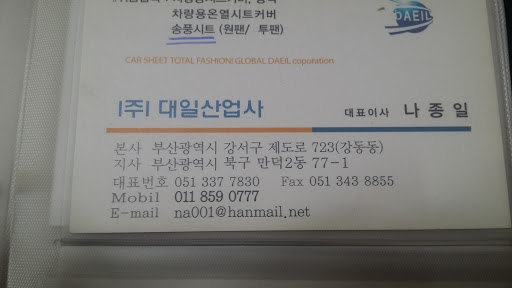 차량용온열시트커버
송풍시트 (원팬/ 투팬)
DAEIL
CAR SHEET TOTAL FASHION! GLOBAL DAEIL coporation
(주) 대일산업사
대표이사 나 종 일
본사 부산광역시 강서구 제도로 723(강동동)
지사 부산광역시 북구 만덕2동 77-1
대표번호 051 337 7830 Fax 051 343 8855
Mobil 011 859 0777
E-mail na001@hanmail.net